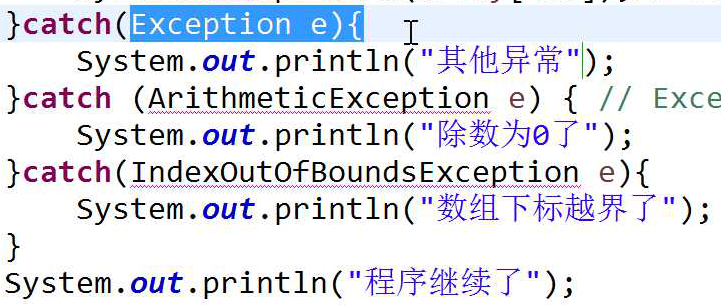 }catch(Exception e){
System.out.println("其他异常");
}catch (ArithmeticException e) { // Exce
System.out.println("除数为0了");
}catch(IndexOutOfBoundsException e){
System.out.println("数组下标越界了");
}
System.out.println("程序继续了");